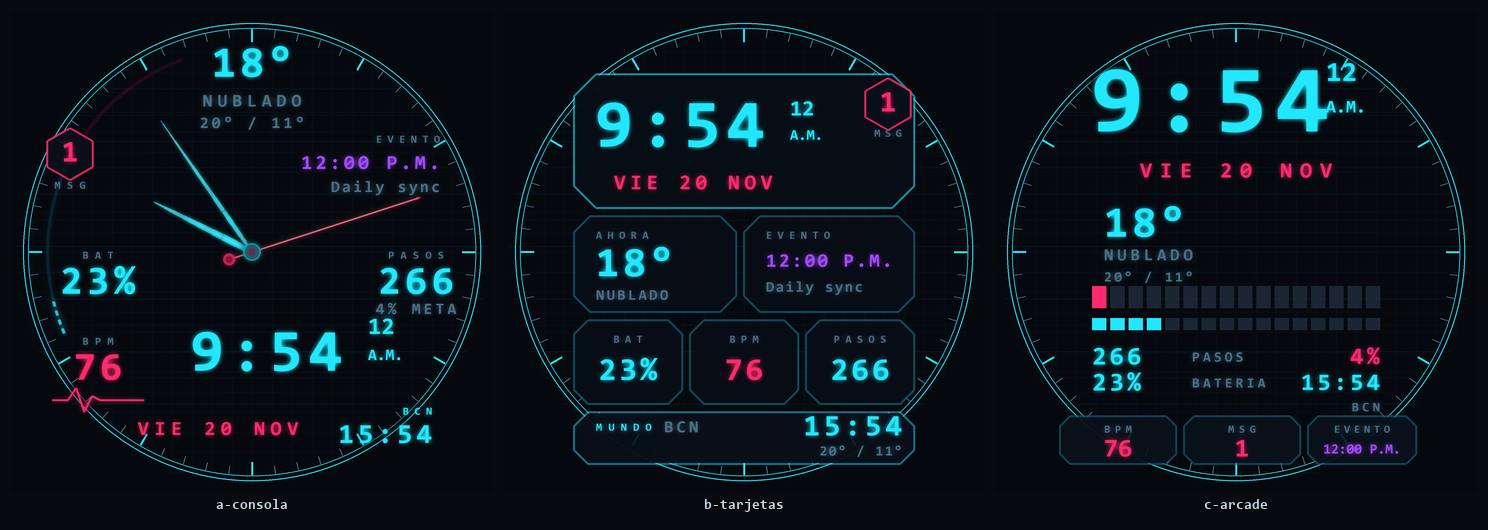 18°
NUBLADO
20° / 11°
EVENTO
12:00 P.M.
Daily sync
1
MSG
BAT
23%
PASOS
266
4% META
BPM
76
9:54
12
A.M.
VIE 20 NOV
BCN
15:54
a-consola
9:54
12
A.M.
1
MSG
VIE 20 NOV
AHORA
18°
NUBLADO
EVENTO
12:00 P.M.
Daily sync
BAT
23%
BPM
76
PASOS
266
MUNDO BCN
15:54
20° / 11°
b-tarjetas
9:54
12
A.M.
VIE 20 NOV
18°
NUBLADO
20° / 11°
266 PASOS 4%
23% BATERIA 15:54
BCN
BPM
76
MSG
1
EVENTO
12:00 P.M.
c-arcade